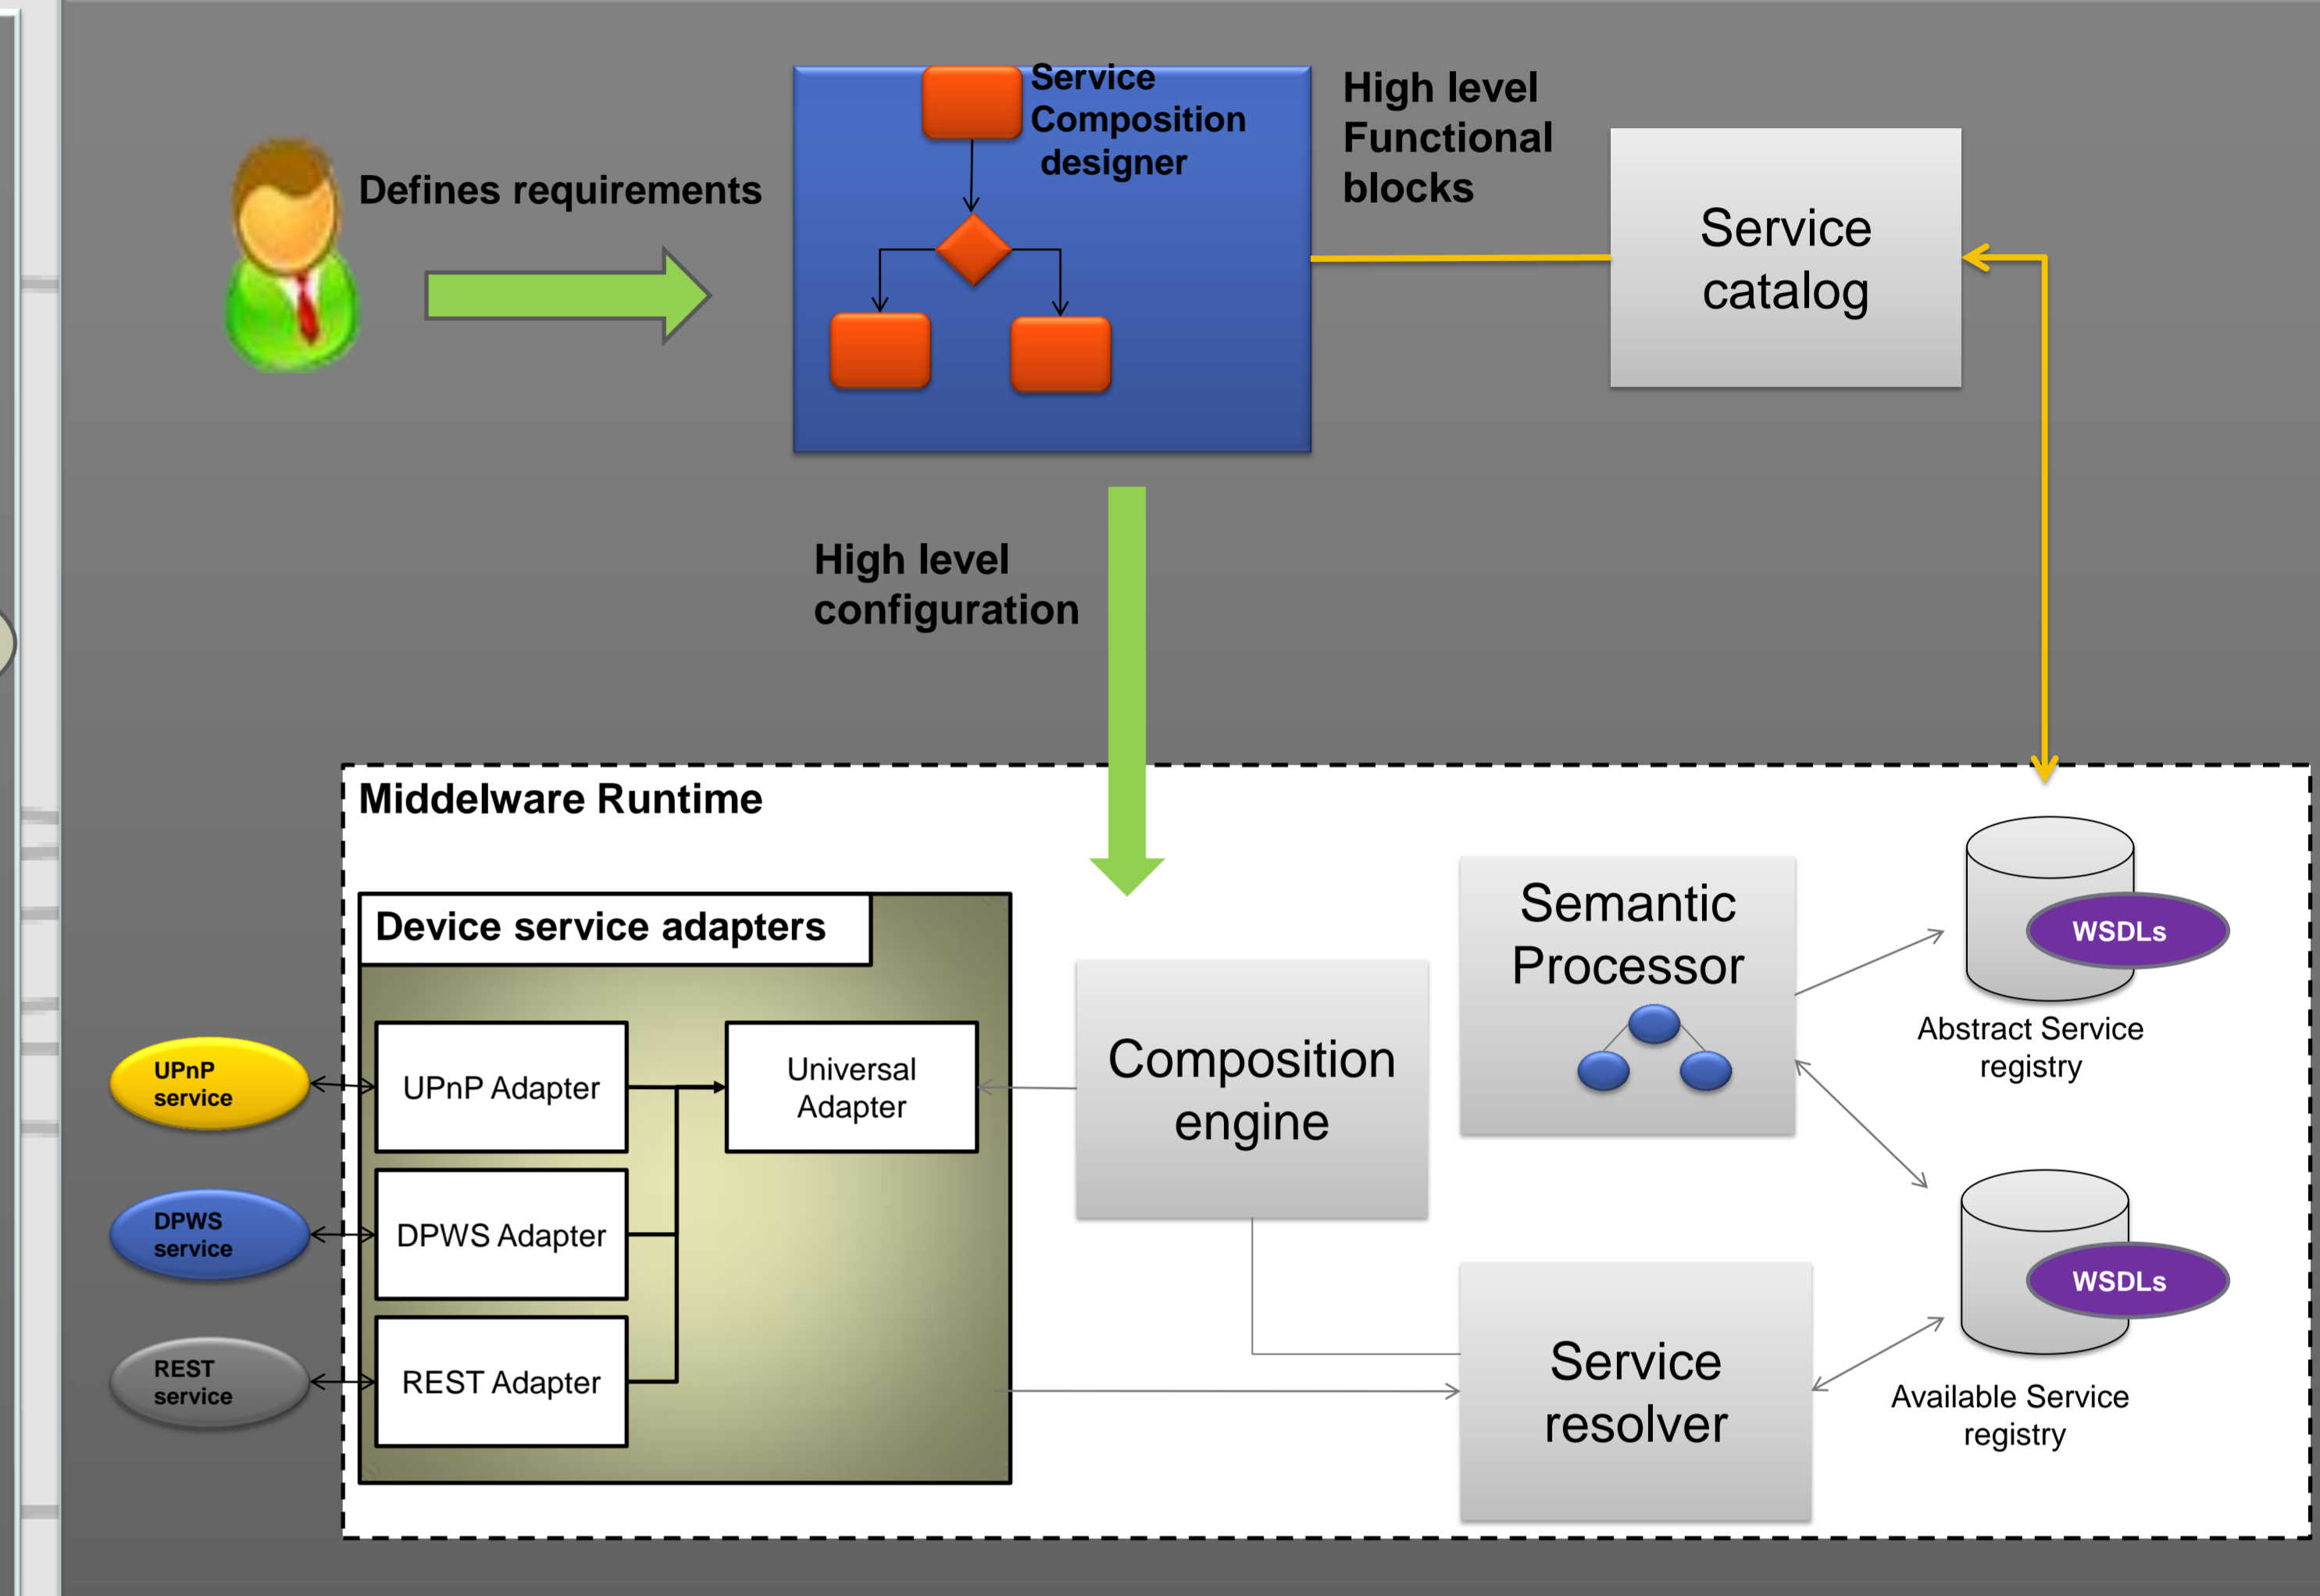 Defines requirements
Service
Composition
designer
High level
Functional
blocks
Service
catalog
High level
configuration
Middelware Runtime
Device service adapters
UPnP
service
UPnP Adapter
Universal
Adapter
DPWS
service
DPWS Adapter
REST
service
REST Adapter
Composition
engine
Semantic
Processor
WSDLs
Abstract Service
registry
Service
resolver
WSDLs
Available Service
registry